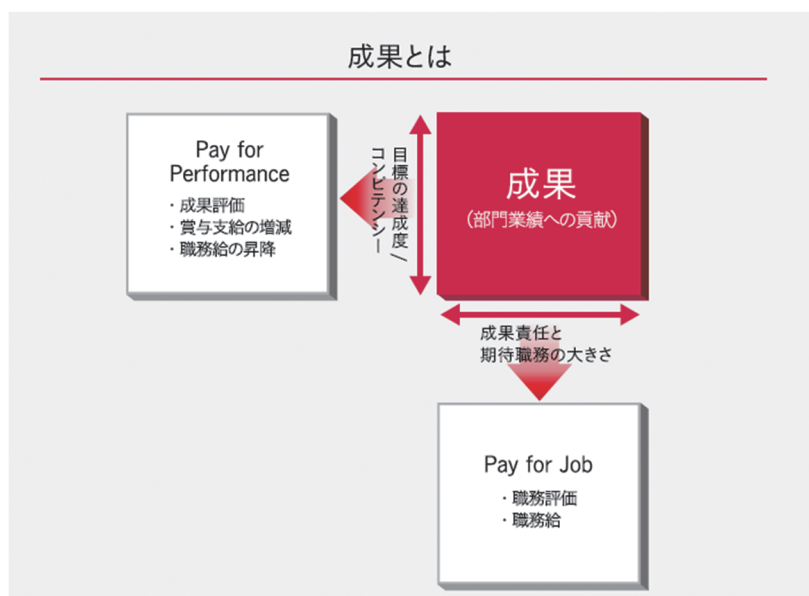 成果とは
Pay for
Performance
・成果評価
・賞与支給の増減
・職務給の昇降
目標の達成度／
コンピテンシー
成果
（部門業績への貢献）
成果責任と
期待職務の大きさ
Pay for Job
・職務評価
・職務給